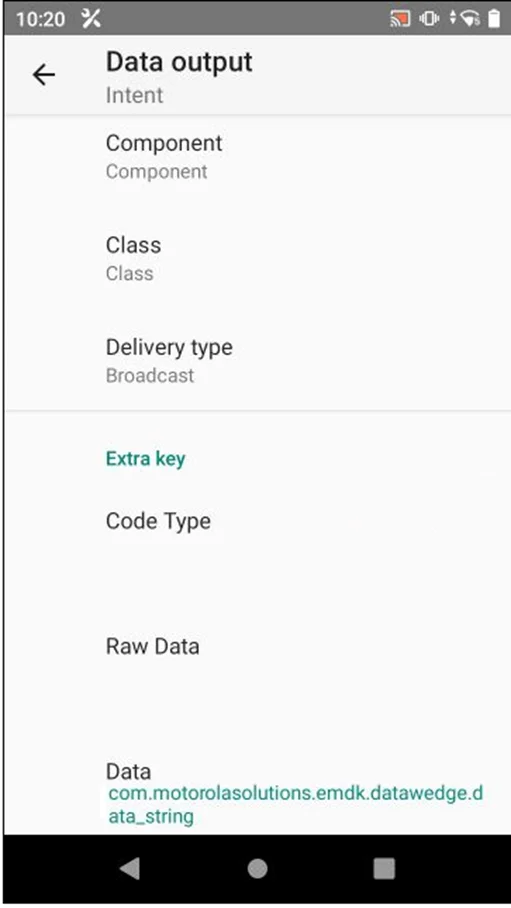 10:20
Data output
Intent
Component
Component
Class
Class
Delivery type
Broadcast
Extra key
Code Type
Raw Data
Data
com.motorolasolutions.emdk.datawedge.d
ata_string